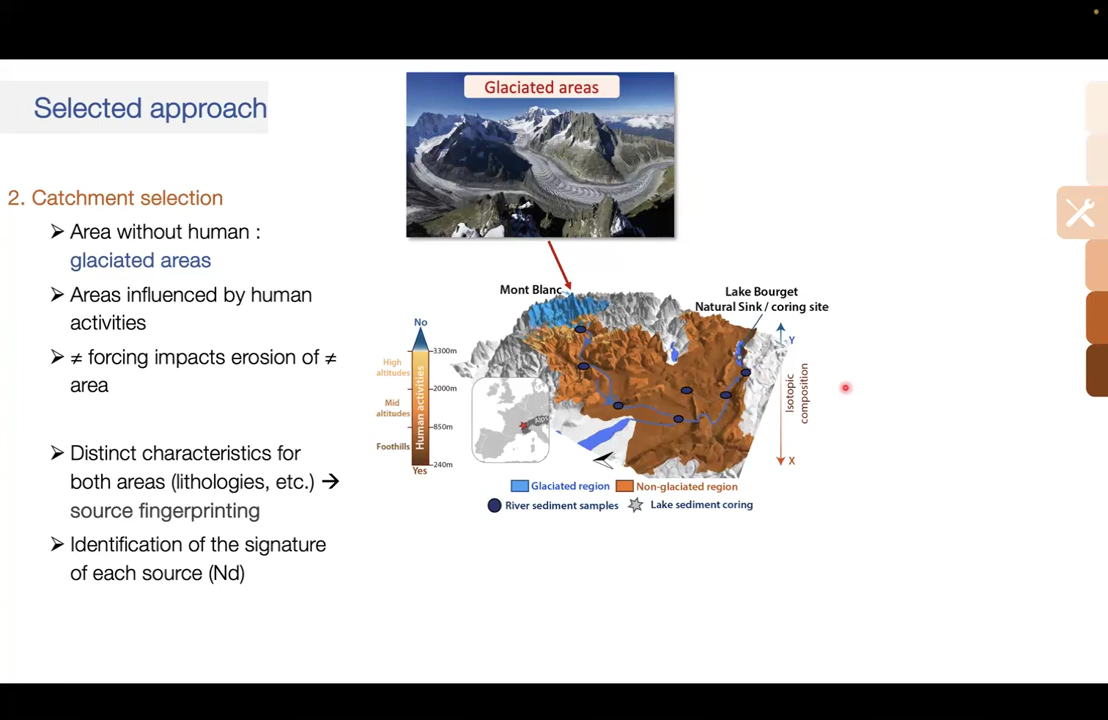 Glaciated areas
Selected approach
2. Catchment selection
➢ Area without human :
glaciated areas
➢ Areas influenced by human
activities
➢ ≠ forcing impacts erosion of ≠
area
➢ Distinct characteristics for
both areas (lithologies, etc.) ➔
source fingerprinting
➢ Identification of the signature
of each source (Nd)
Mont Blanc
Lake Bourget
Natural Sink / coring site
No
3300m
High
altitudes
2000m
Mid
altitudes
850m
Foothills
240m
Yes
Human activities
Alps
Y
Isotopic
composition
X
Glaciated region
Non-glaciated region
River sediment samples
Lake sediment coring